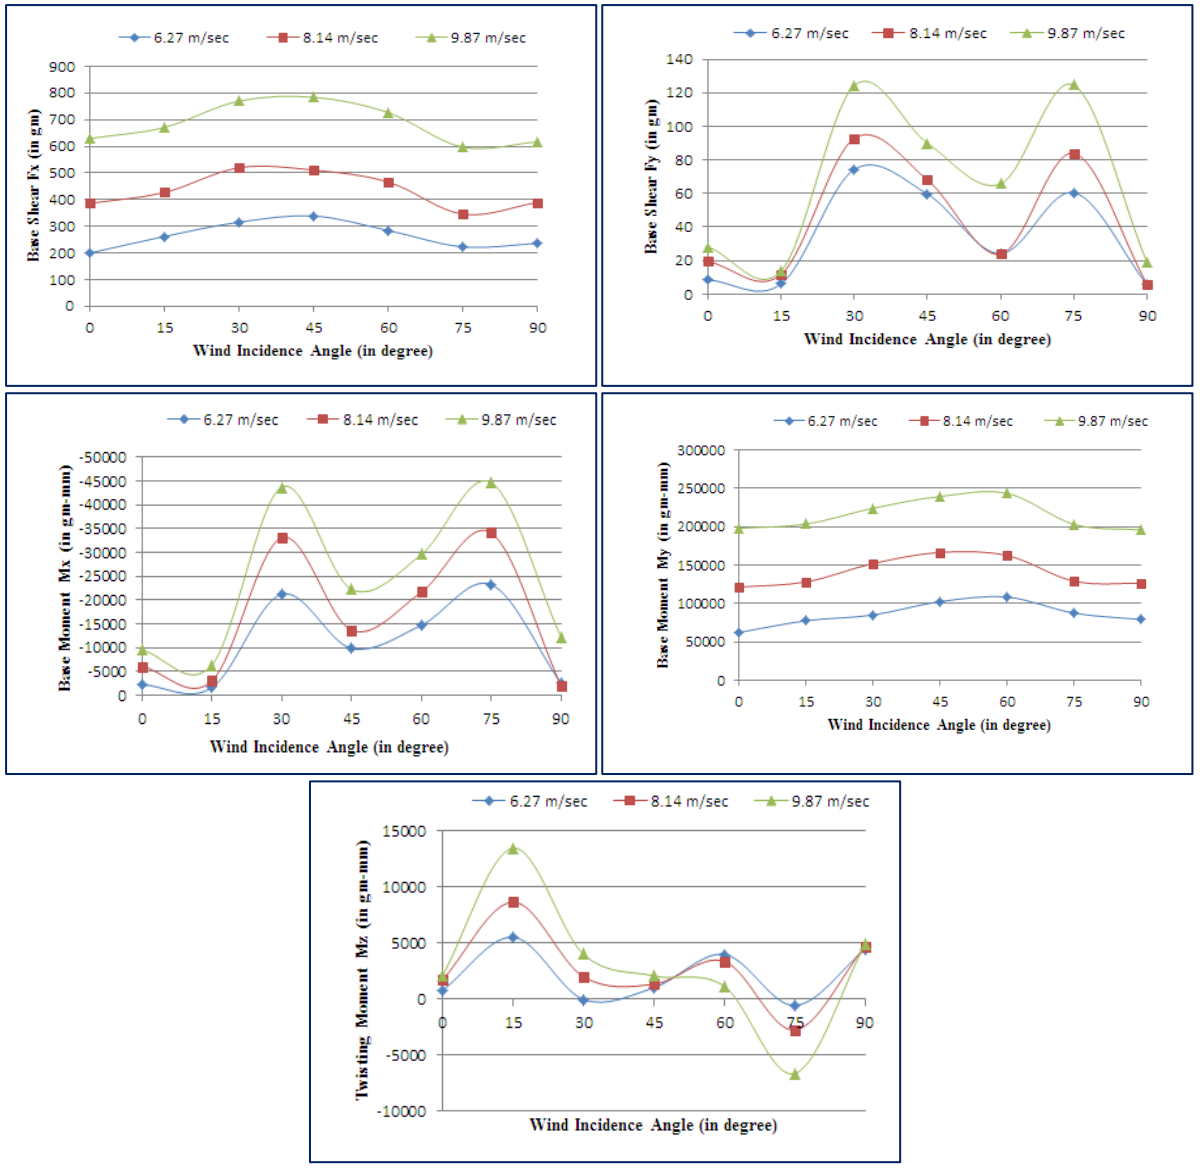 6.27 m/sec 8.14 m/sec 9.87 m/sec
900
800
700
600
500
400
300
200
100
0
Base Shear Fx (in gm)
0 15 30 45 60 75 90
Wind Incidence Angle (in degree)
6.27 m/sec 8.14 m/sec 9.87 m/sec
140
120
100
80
60
40
20
0
Base Shear Fy (in gm)
0 15 30 45 60 75 90
Wind Incidence Angle (in degree)
6.27 m/sec 8.14 m/sec 9.87 m/sec
-50000
-45000
-40000
-35000
-30000
-25000
-20000
-15000
-10000
-5000
0
Base Moment Mx (in gm-mm)
0 15 30 45 60 75 90
Wind Incidence Angle (in degree)
6.27 m/sec 8.14 m/sec 9.87 m/sec
300000
250000
200000
150000
100000
50000
0
Base Moment My (in gm-mm)
0 15 30 45 60 75 90
Wind Incidence Angle (in degree)
6.27 m/sec 8.14 m/sec 9.87 m/sec
15000
10000
5000
0
-5000
-10000
Twisting Moment Mz (in gm-mm)
0 15 30 45 60 75 90
Wind Incidence Angle (in degree)